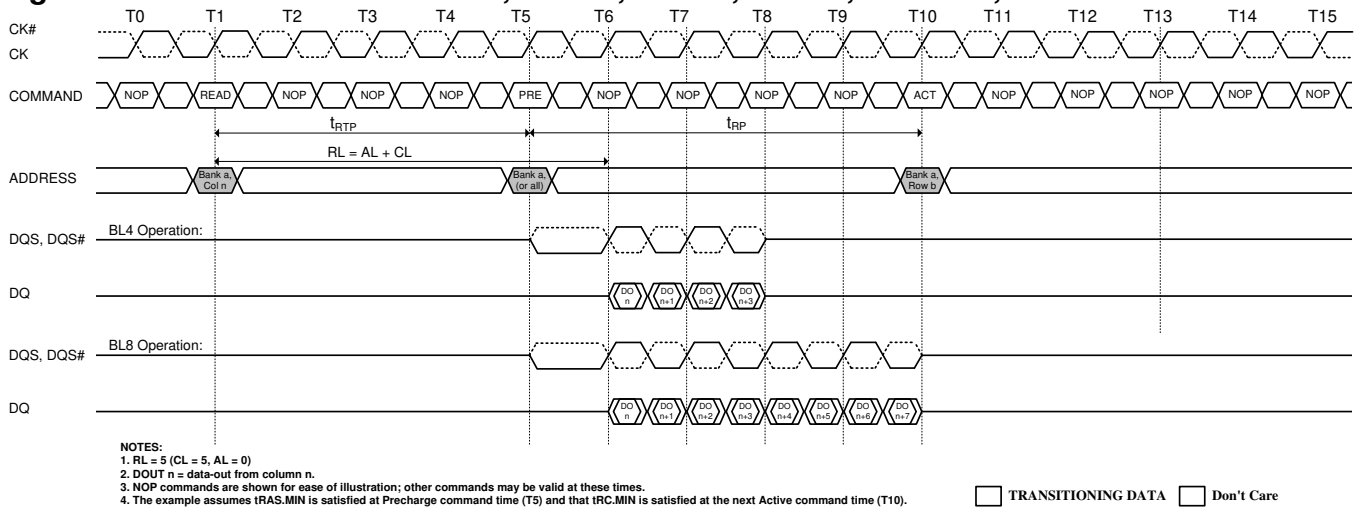 T0 T1 T2 T3 T4 T5 T6 T7 T8 T9 T10 T11 T12 T13 T14 T15
CK#
CK
COMMAND NOP READ NOP NOP NOP PRE NOP NOP NOP NOP ACT NOP NOP NOP NOP NOP
tRTP tRP
RL = AL + CL
ADDRESS
Bank a,
Col n
Bank a,
(or all)
Bank a,
Row b
BL4 Operation:
DQS, DQS#
DQ
DO
n
DO
n+1
DO
n+2
DO
n+3
BL8 Operation:
DQS, DQS#
DQ
DO
n
DO
n+1
DO
n+2
DO
n+3
DO
n+4
DO
n+5
DO
n+6
DO
n+7
NOTES:
1. RL = 5 (CL = 5, AL = 0)
2. DOUT n = data-out from column n.
3. NOP commands are shown for ease of illustration; other commands may be valid at these times.
4. The example assumes tRAS.MIN is satisfied at Precharge command time (T5) and that tRC.MIN is satisfied at the next Active command time (T10).
TRANSITIONING DATA Don't Care